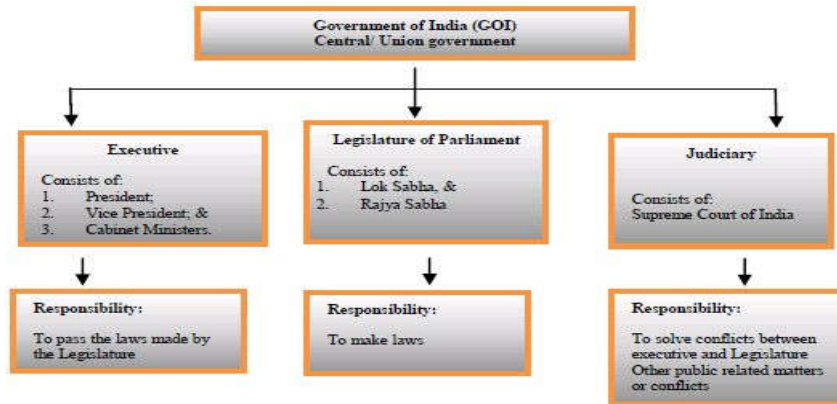 Government of India (GOI)
Central/ Union government
Executive
Consists of:
1. President;
2. Vice President; &
3. Cabinet Ministers.
Legislature of Parliament
Consists of:
1. Lok Sabha, &
2. Rajya Sabha
Judiciary
Consists of:
Supreme Court of India
Responsibility:
To pass the laws made by
the Legislature
Responsibility:
To make laws
Responsibility:
To solve conflicts between
executive and Legislature
Other public related matters
or conflicts